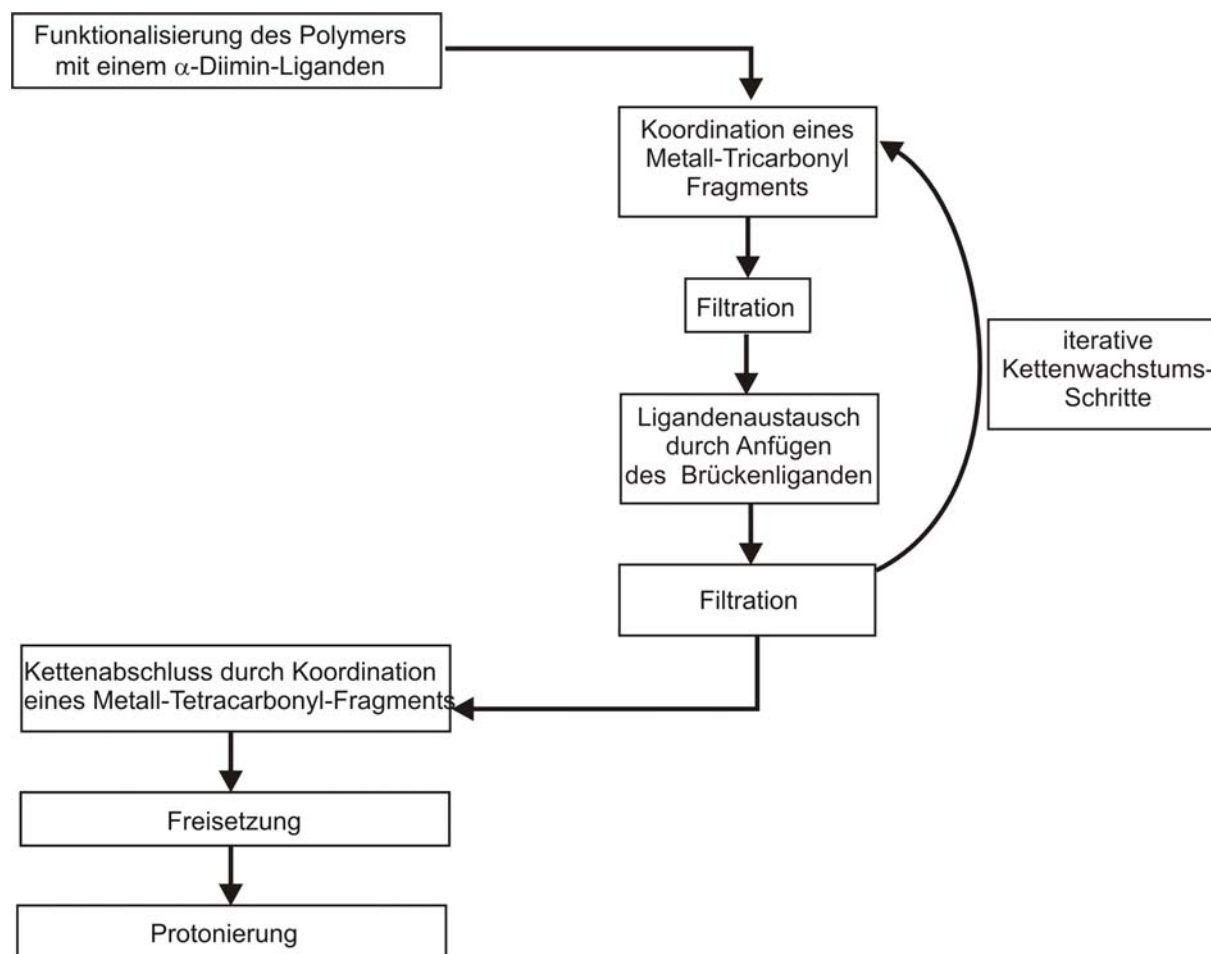 Funktionalisierung des Polymers
mit einem α-Diimin-Liganden
Koordination eines
Metall-Tricarbonyl
Fragments
Filtration
iterative
Kettenwachstums-
Schritte
Ligandenaustausch
durch Anfügen
des Brückenliganden
Filtration
Kettenabschluss durch Koordination
eines Metall-Tetracarbonyl-Fragments
Freisetzung
Protonierung